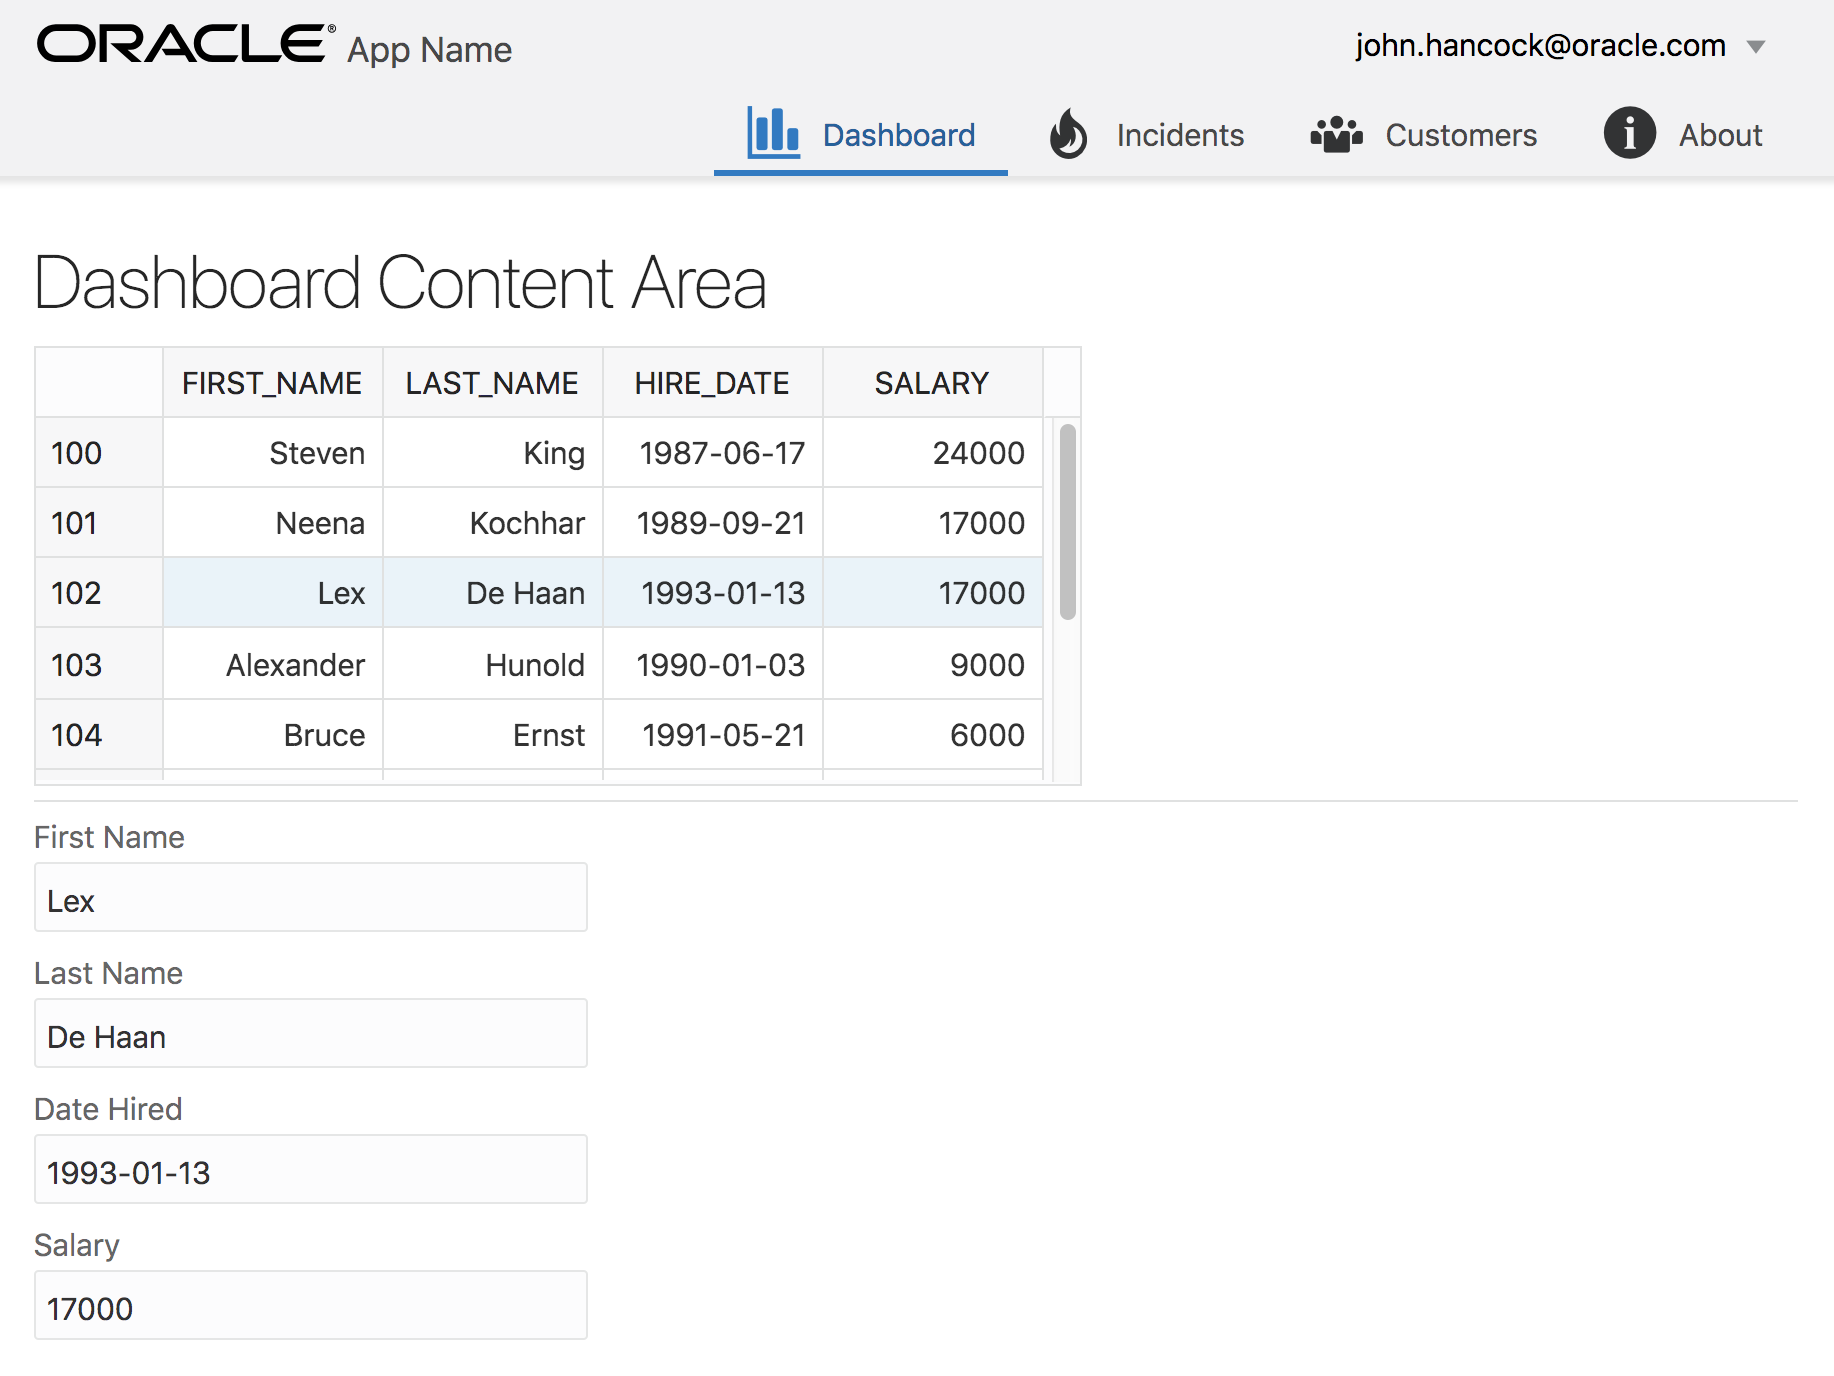 ORACLE® App Name
john.hancock@oracle.com
Dashboard Incidents Customers About
Dashboard Content Area
FIRST_NAME LAST_NAME HIRE_DATE SALARY
100 Steven King 1987-06-17 24000
101 Neena Kochhar 1989-09-21 17000
102 Lex De Haan 1993-01-13 17000
103 Alexander Hunold 1990-01-03 9000
104 Bruce Ernst 1991-05-21 6000
First Name
Lex
Last Name
De Haan
Date Hired
1993-01-13
Salary
17000